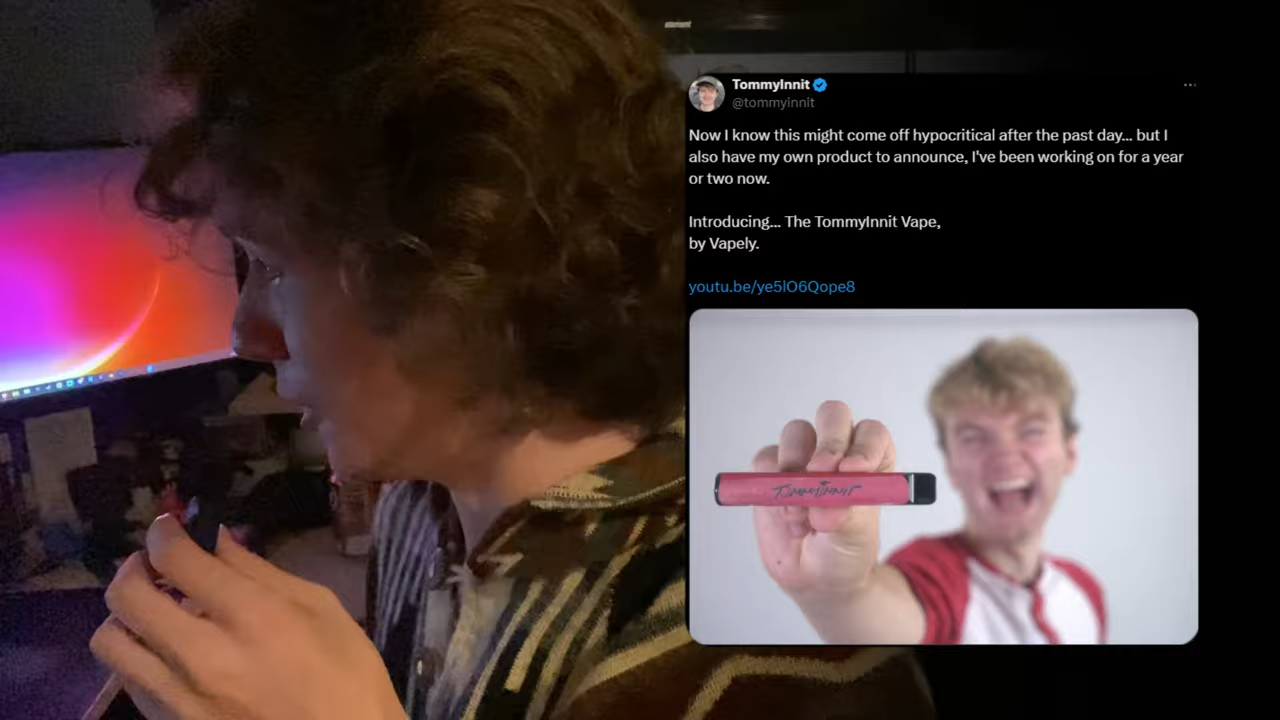 TommyInnit
@tommyinnit
Now I know this might come off hypocritical after the past day... but I
also have my own product to announce, I've been working on for a year
or two now.
Introducing... The TommyInnit Vape,
by Vapely.
youtu.be/ye5lO6Qope8
TOMMYINNIT